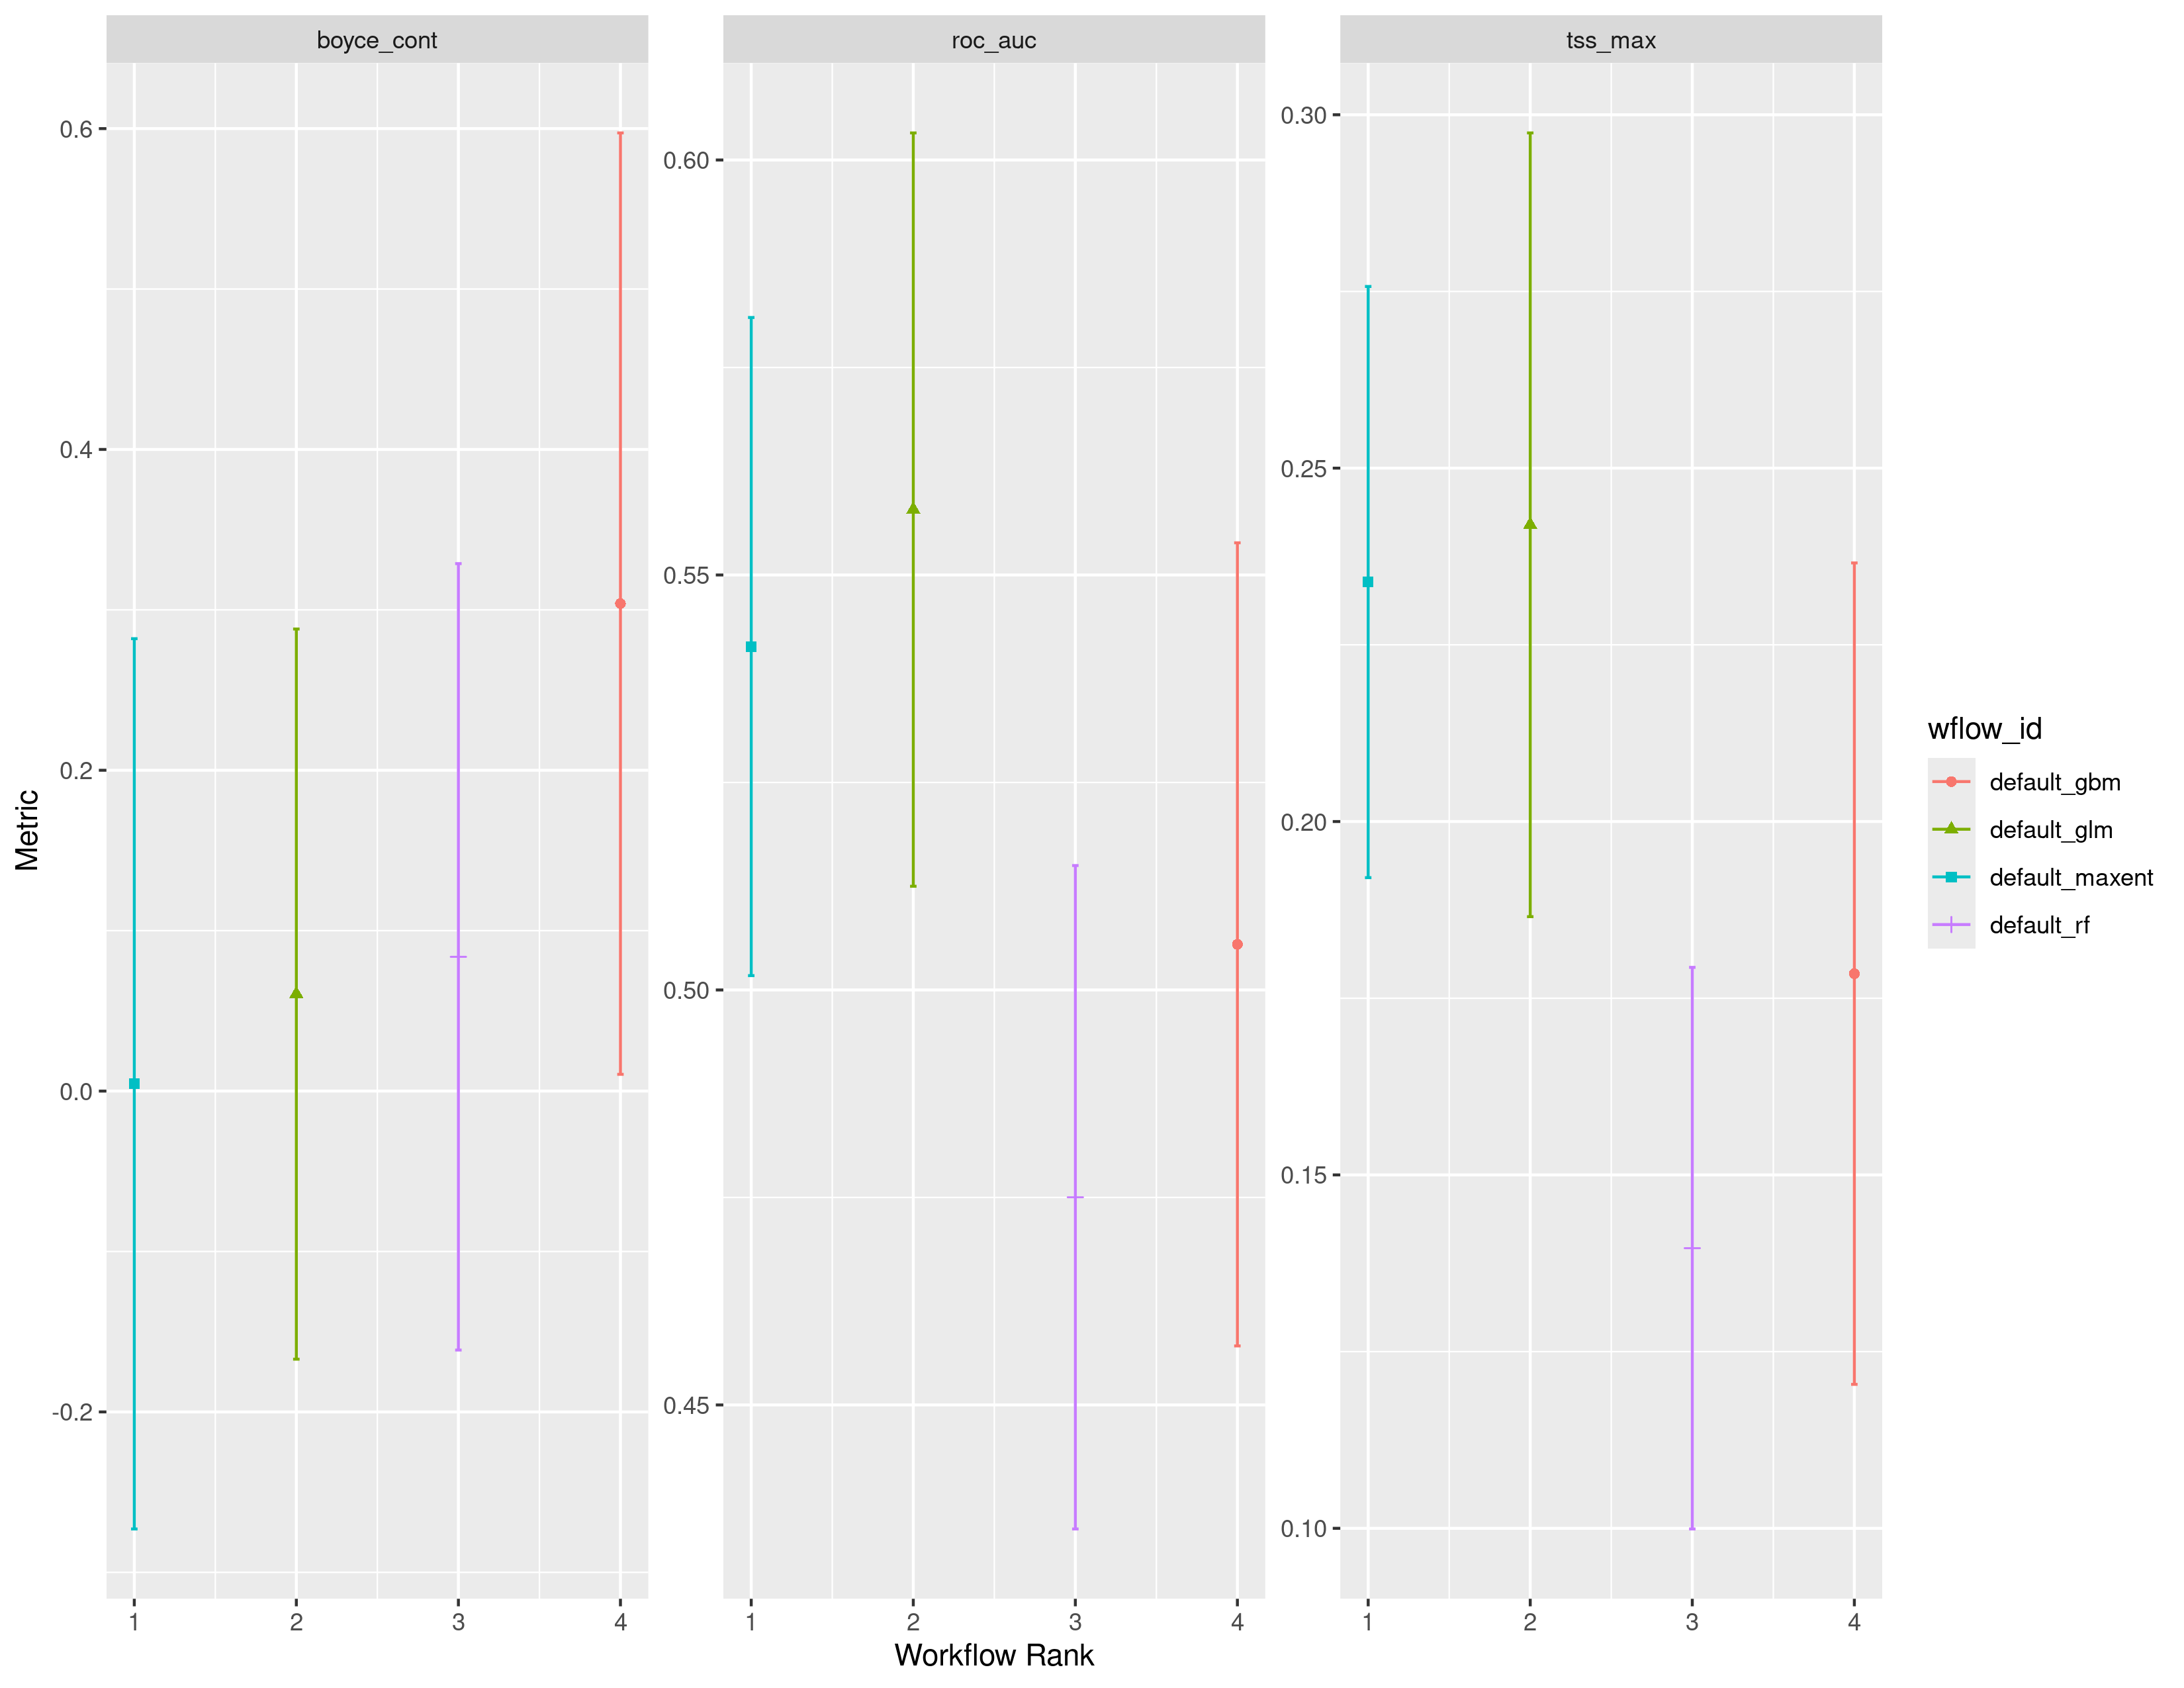 boyce_cont
roc_auc
tss_max
0.6
0.4
0.2
0.0
-0.2
0.60
0.55
0.50
0.45
0.30
0.25
0.20
0.15
0.10
Metric
1 2 3 4
1 2 3 4
1 2 3 4
Workflow Rank
wflow_id
default_gbm
default_glm
default_maxent
default_rf